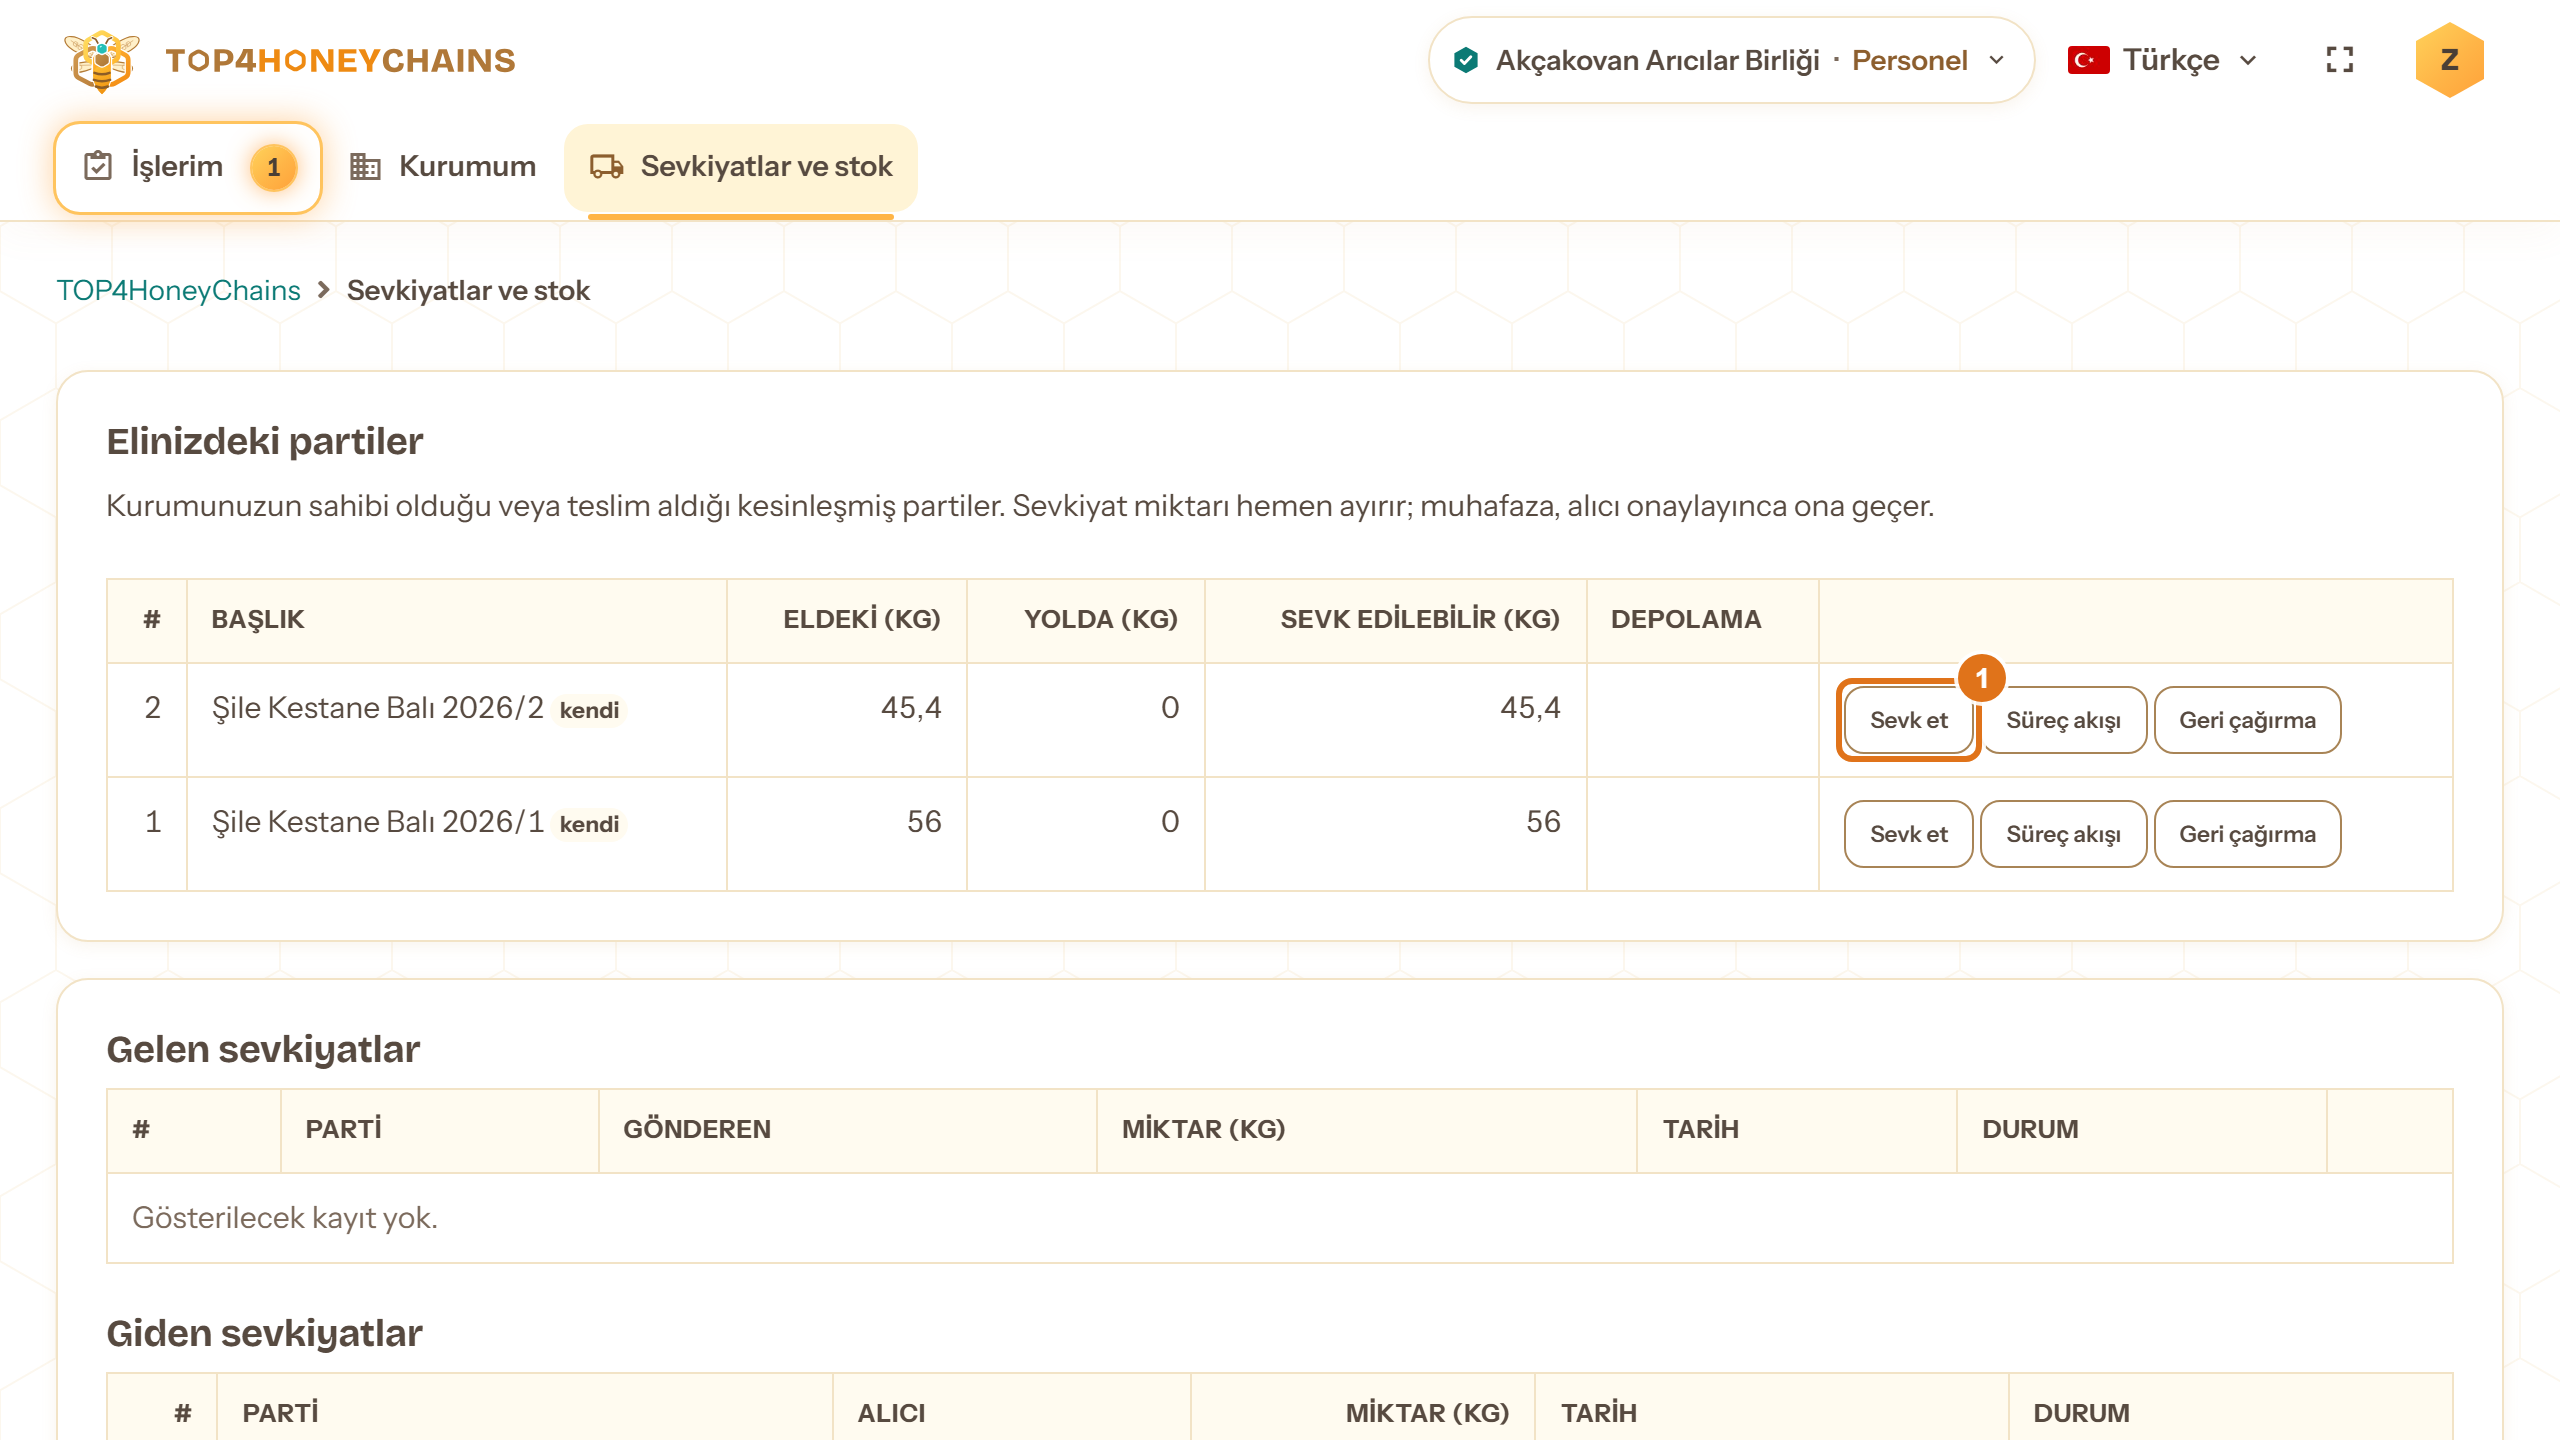 TOP4HONEYCHAINS
Akçakovan Arıcılar Birliği · Personel
Türkçe
Z
İşlerim 1
Kurumum
Sevkiyatlar ve stok
TOP4HoneyChains > Sevkiyatlar ve stok
Elinizdeki partiler
Kurumunuzun sahibi olduğu veya teslim aldığı kesinleşmiş partiler. Sevkiyat miktarı hemen ayırır; muhafaza, alıcı onaylayınca ona geçer.
# BAŞLIK ELDEKİ (KG) YOLDA (KG) SEVK EDİLEBİLİR (KG) DEPOLAMA
1
2 Şile Kestane Balı 2026/2 kendi 45,4 0 45,4 Sevk et Süreç akışı Geri çağırma
1 Şile Kestane Balı 2026/1 kendi 56 0 56 Sevk et Süreç akışı Geri çağırma
Gelen sevkiyatlar
# PARTİ GÖNDEREN MİKTAR (KG) TARİH DURUM
Gösterilecek kayıt yok.
Giden sevkiyatlar
# PARTİ ALICI MİKTAR (KG) TARİH DURUM